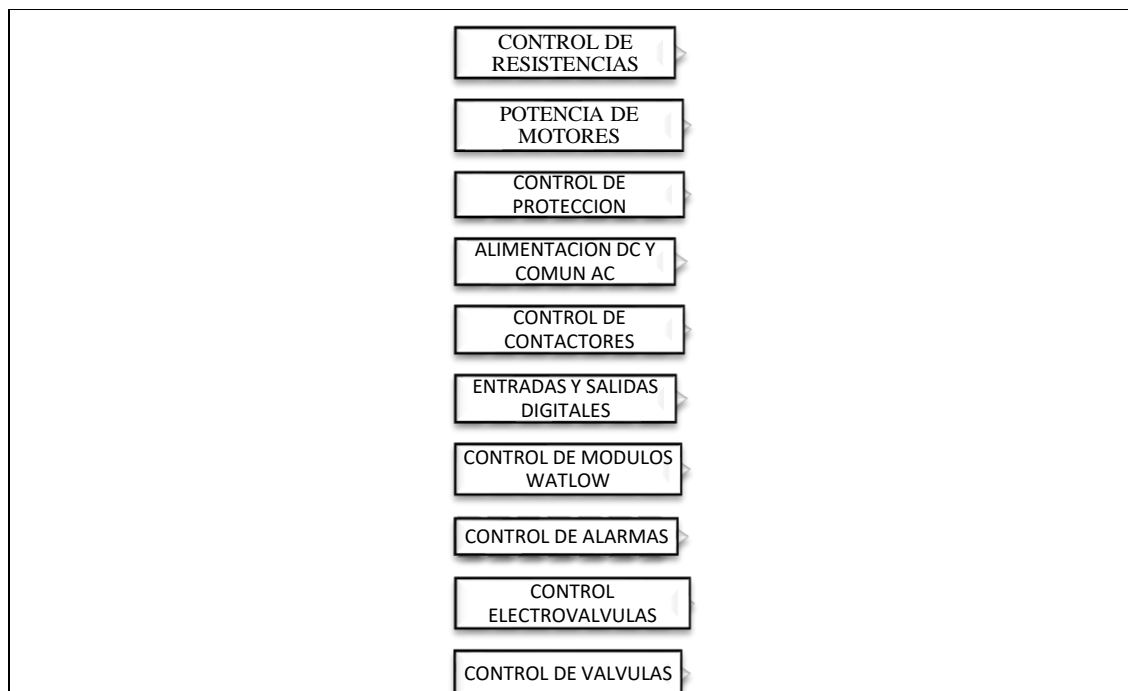 CONTROL DE
RESISTENCIAS
POTENCIA DE
MOTORES
CONTROL DE
PROTECCION
ALIMENTACION DC Y
COMUN AC
CONTROL DE
CONTACTORES
ENTRADAS Y SALIDAS
DIGITALES
CONTROL DE MODULOS
WATLOW
CONTROL DE ALARMAS
CONTROL
ELECTROVALVULAS
CONTROL DE VALVULAS